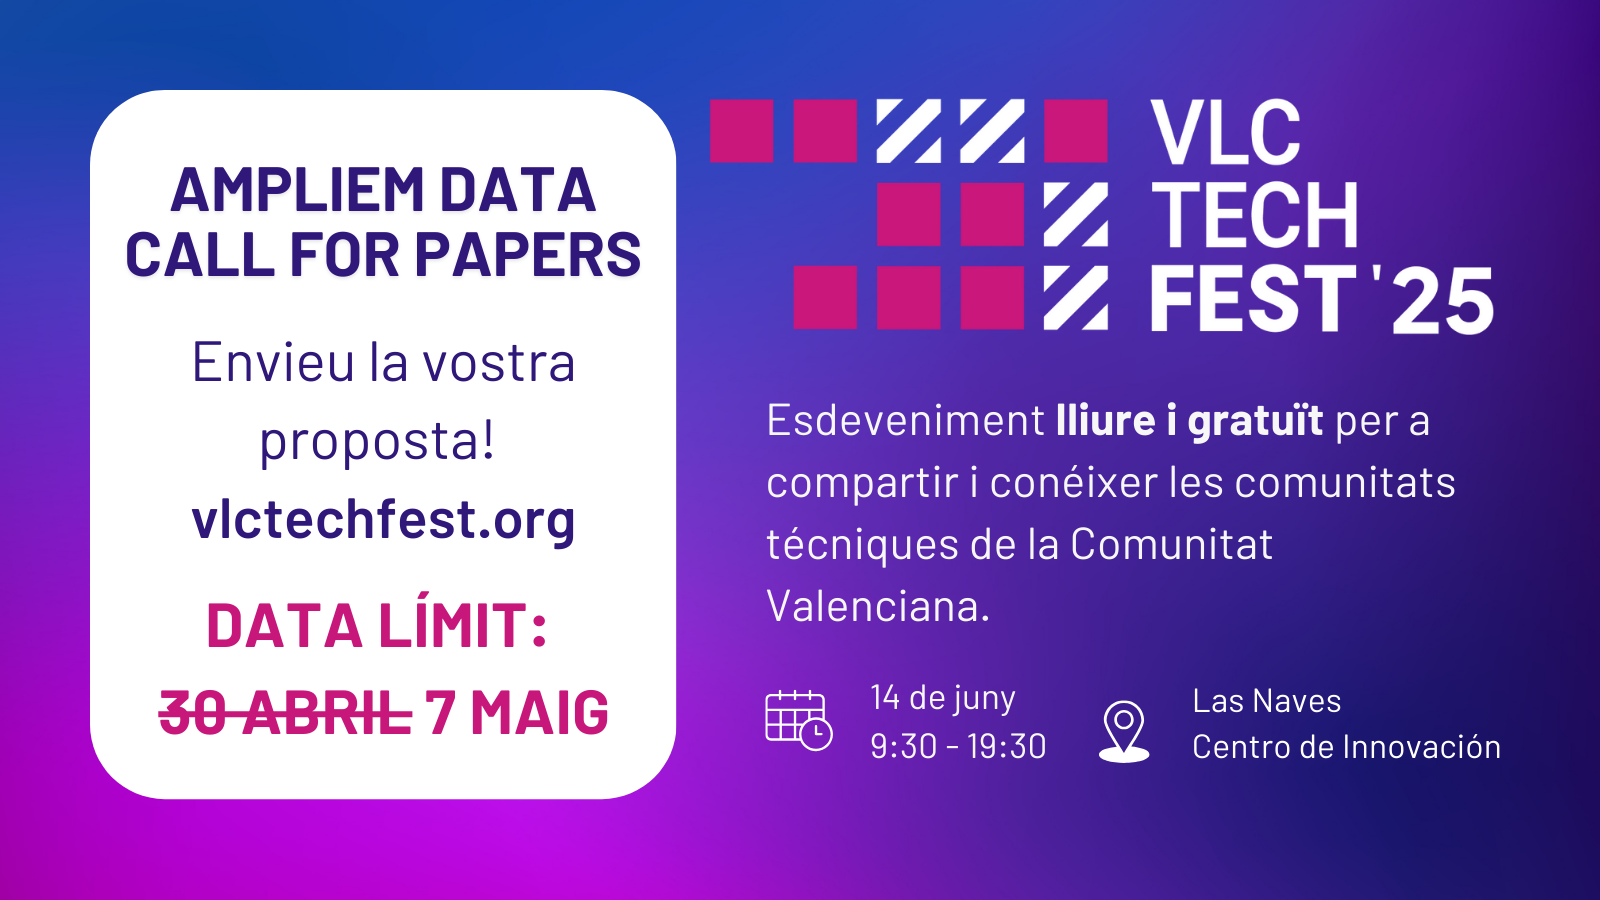 AMPLIEM DATA
CALL FOR PAPERS
Envieu la vostra
proposta!
vlctechfest.org
DATA LÍMIT:
30 ABRIL 7 MAIG
VLC
TECH
FEST '25
Esdeveniment lliure i gratuït per a
compartir i conéixer les comunitats
técniques de la Comunitat
Valenciana.
14 de juny
9:30 - 19:30
Las Naves
Centro de Innovación